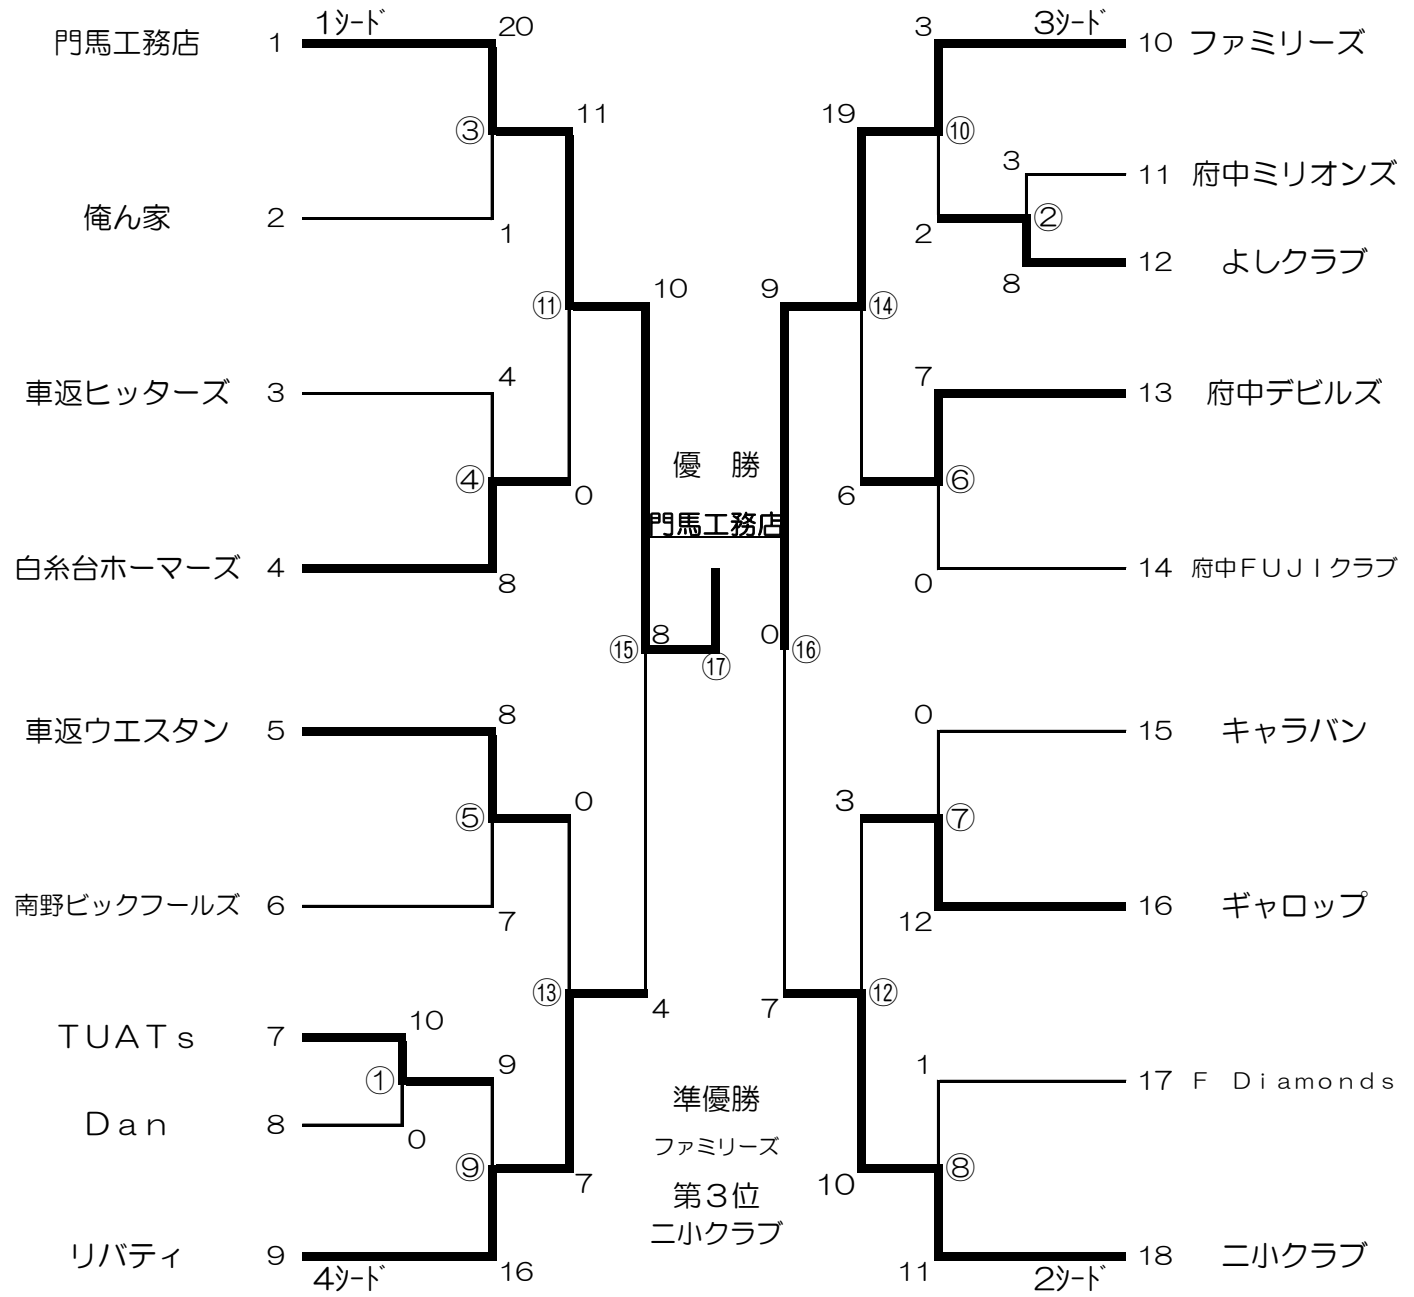 1シード 20
門馬工務店 1
③ 11
俺ん家 2
1
⑪ 10
車返ヒッターズ 3
4
④
0
白糸台ホーマーズ 4
8
⑮ 8
⑰
車返ウエスタン 5
8
⑤ 0
南野ビックフールズ 6
7
⑬ 4
ＴＵＡＴｓ 7
10
① 9
Ｄａｎ 8
0
⑨ 7
リバティ 9
4シード 16
優　勝
門馬工務店
準優勝
ファミリーズ
第３位
二小クラブ
3 3シード
10 ファミリーズ
19 ⑩
3
11 府中ミリオンズ
2 ②
8
12 よしクラブ
9 ⑭
7
13 府中デビルズ
6 ⑥
0
14 府中ＦＵＪＩクラブ
0 ⑯
0
15 キャラバン
3 ⑦
12
16 ギャロップ
7 ⑫
1
17 Ｆ　Ｄｉａｍｏｎｄｓ
10 ⑧
18 二小クラブ
11 2シード